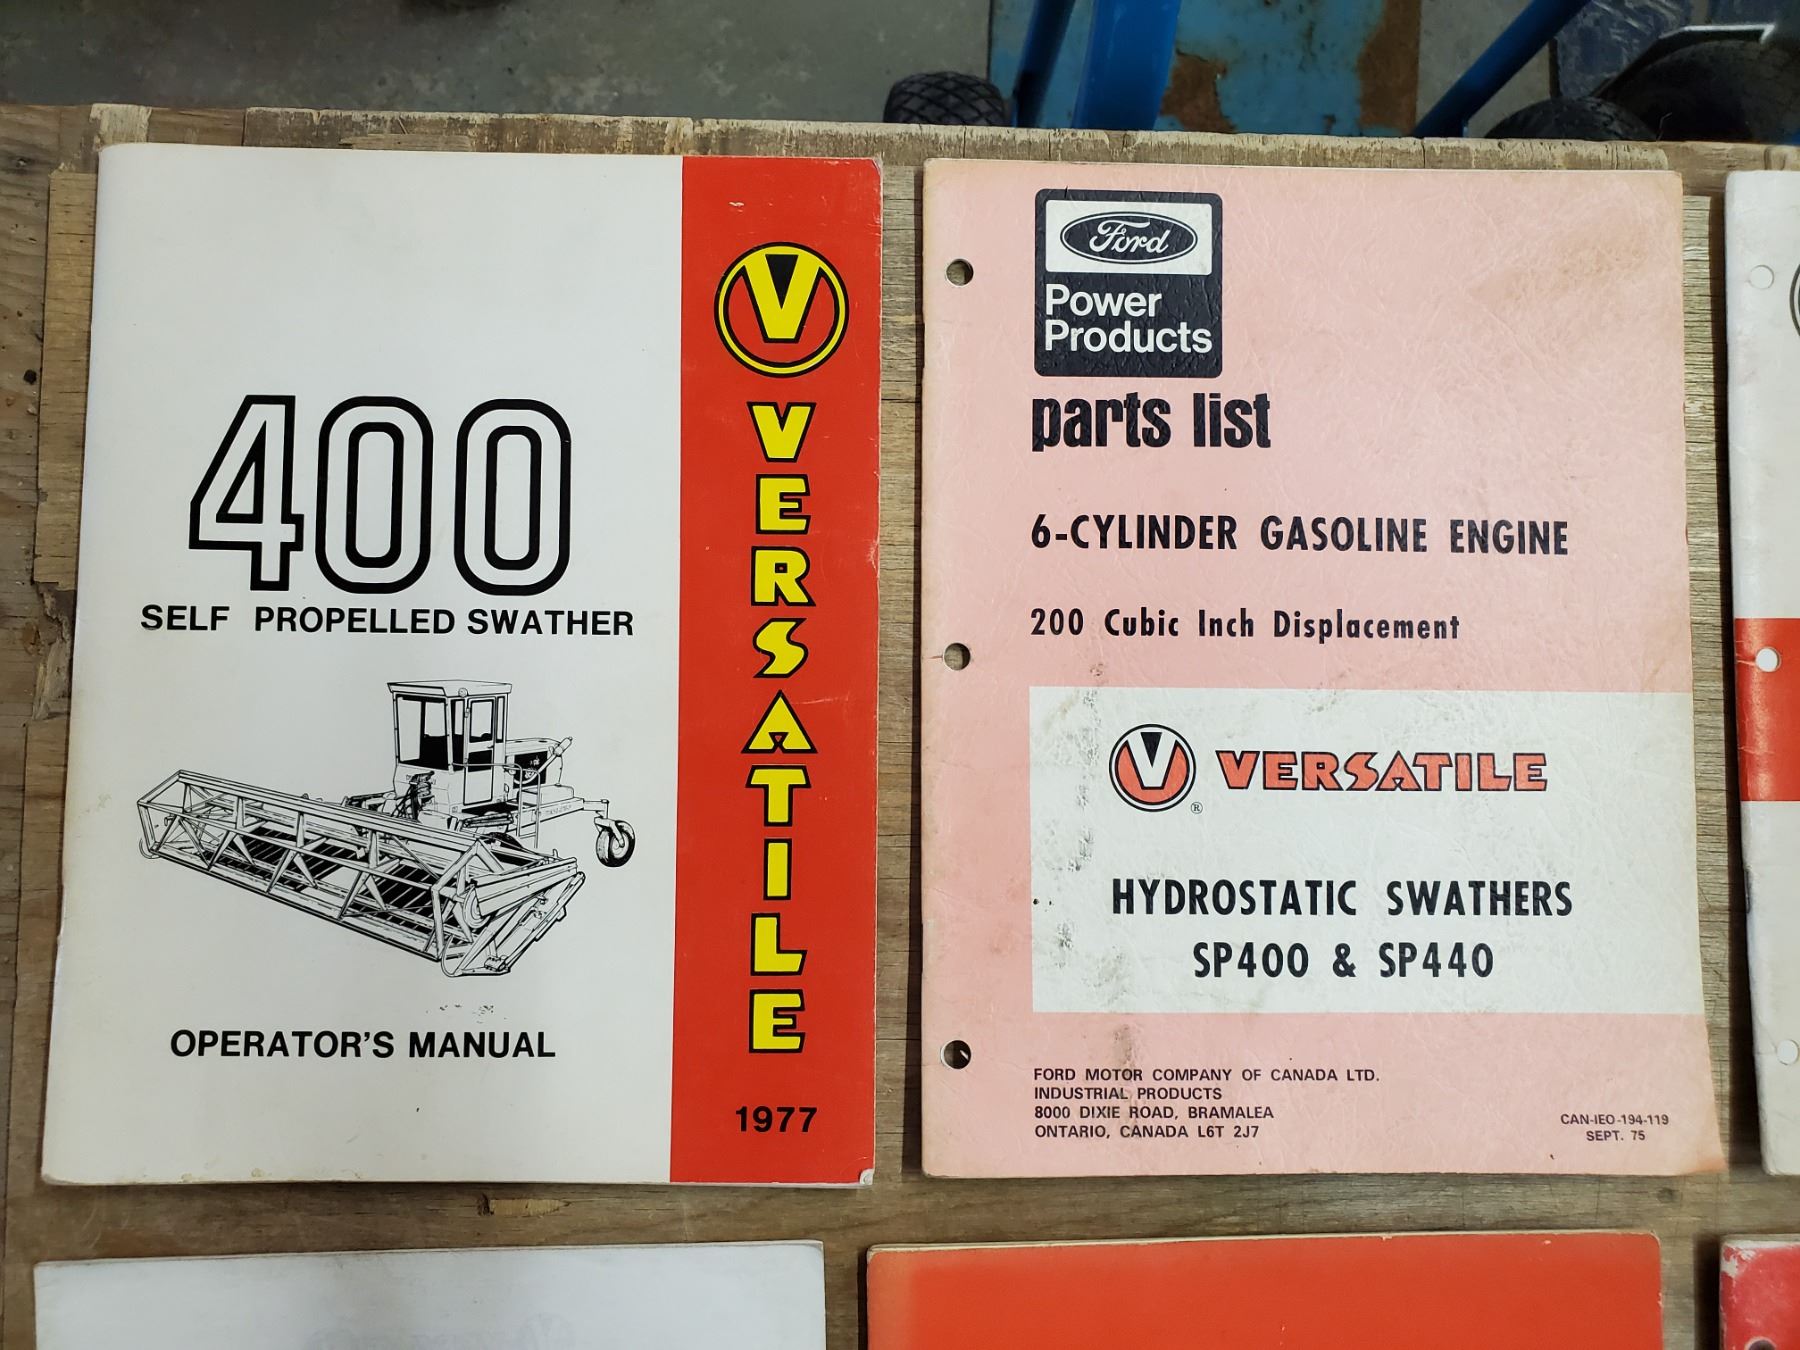 400
SELF PROPELLED SWATHER
OPERATOR'S MANUAL
V
VERSATILE
1977
Ford
Power
Products
parts list
6-CYLINDER GASOLINE ENGINE
200 Cubic Inch Displacement
V ® VERSATILE
HYDROSTATIC SWATHERS
SP400 & SP440
FORD MOTOR COMPANY OF CANADA LTD.
INDUSTRIAL PRODUCTS
8000 DIXIE ROAD, BRAMALEA
ONTARIO, CANADA L6T 2J7
CAN-IEO-194-119
SEPT. 75